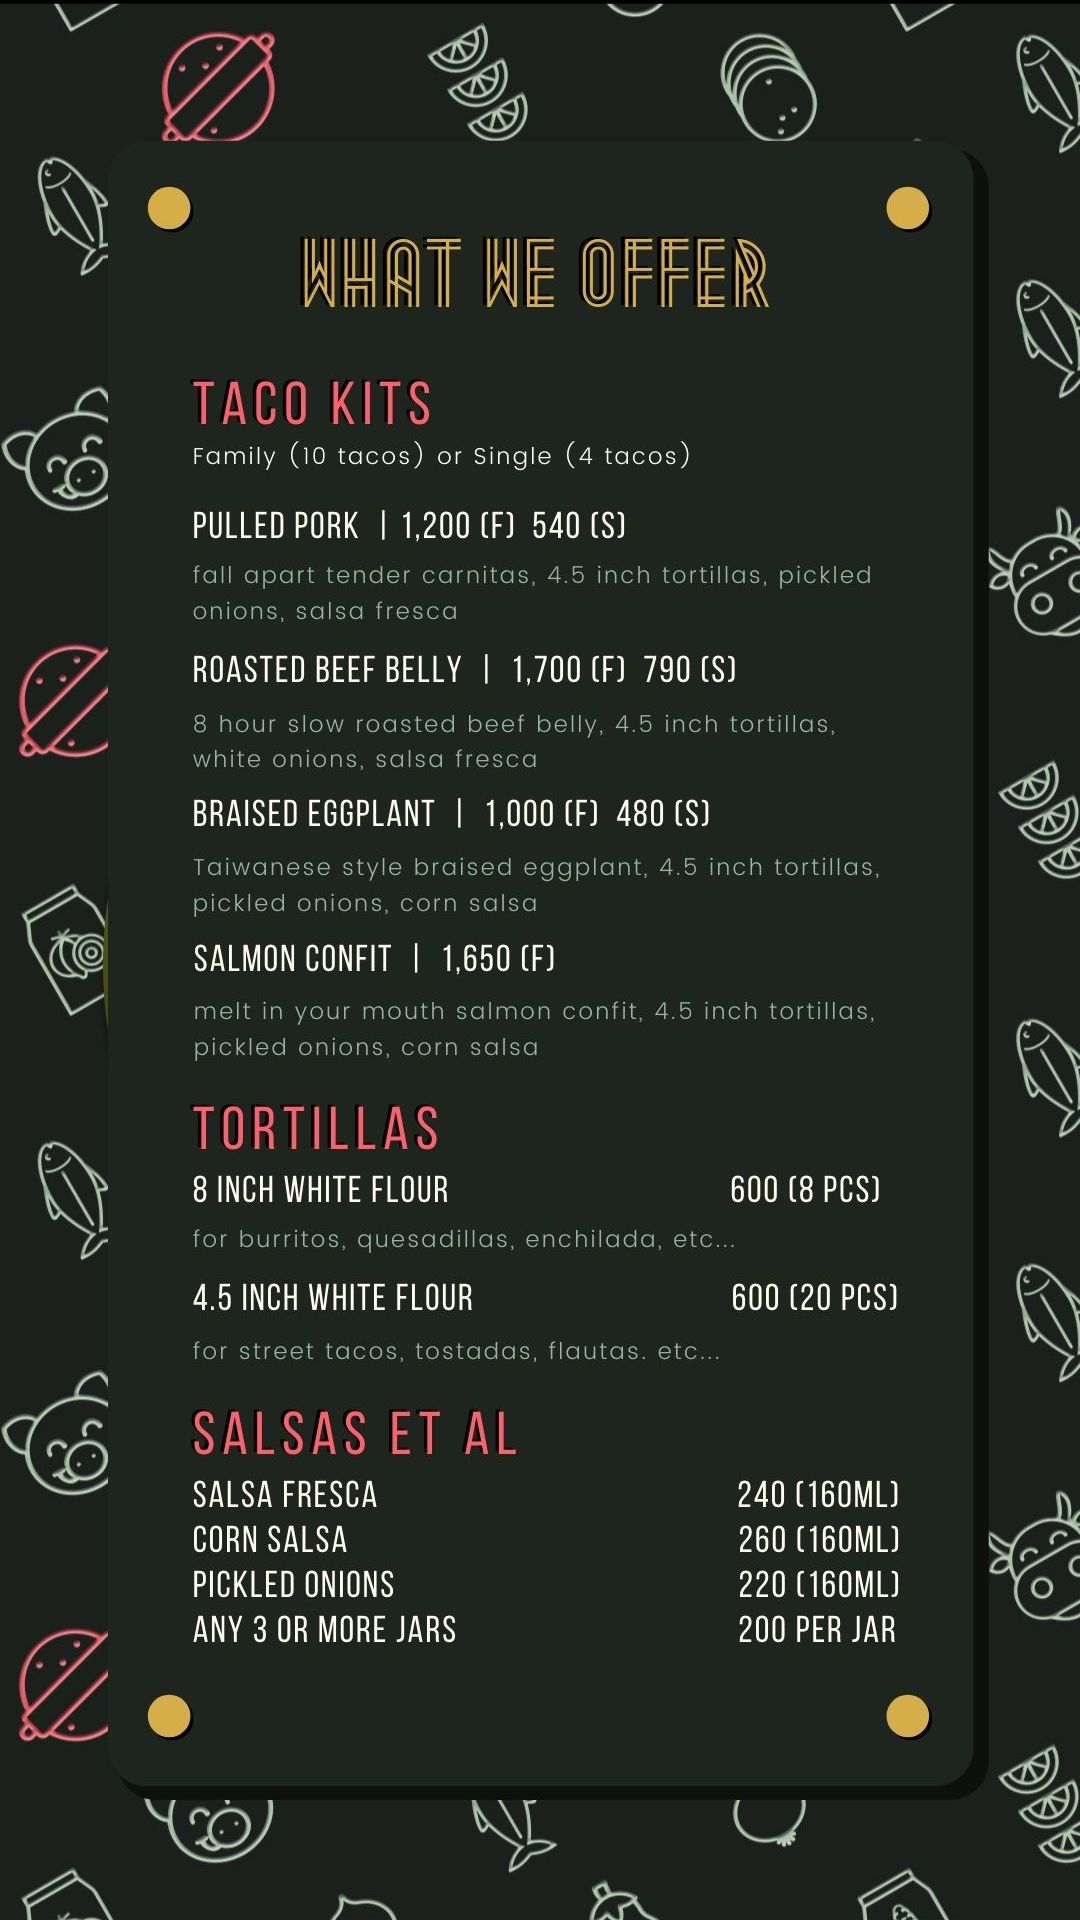 WHAT WE OFFER
TACO KITS
Family (10 tacos) or Single (4 tacos)
PULLED PORK | 1,200 (F) 540 (S)
fall apart tender carnitas, 4.5 inch tortillas, pickled
onions, salsa fresca
ROASTED BEEF BELLY | 1,700 (F) 790 (S)
8 hour slow roasted beef belly, 4.5 inch tortillas,
white onions, salsa fresca
BRAISED EGGPLANT | 1,000 (F) 480 (S)
Taiwanese style braised eggplant, 4.5 inch tortillas,
pickled onions, corn salsa
SALMON CONFIT | 1,650 (F)
melt in your mouth salmon confit, 4.5 inch tortillas,
pickled onions, corn salsa
TORTILLAS
8 INCH WHITE FLOUR 600 (8 PCS)
for burritos, quesadillas, enchilada, etc...
4.5 INCH WHITE FLOUR 600 (20 PCS)
for street tacos, tostadas, flautas. etc...
SALSAS ET AL
SALSA FRESCA 240 (160ML)
CORN SALSA 260 (160ML)
PICKLED ONIONS 220 (160ML)
ANY 3 OR MORE JARS 200 PER JAR